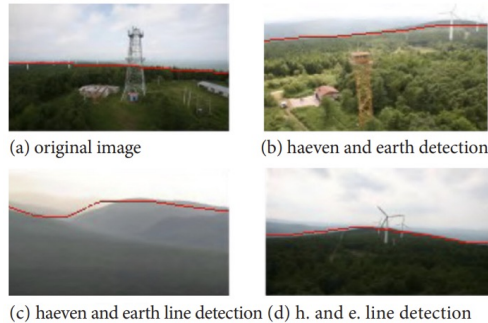 (a) original image
(b) haeven and earth detection
(c) haeven and earth line detection
(d) h. and e. line detection